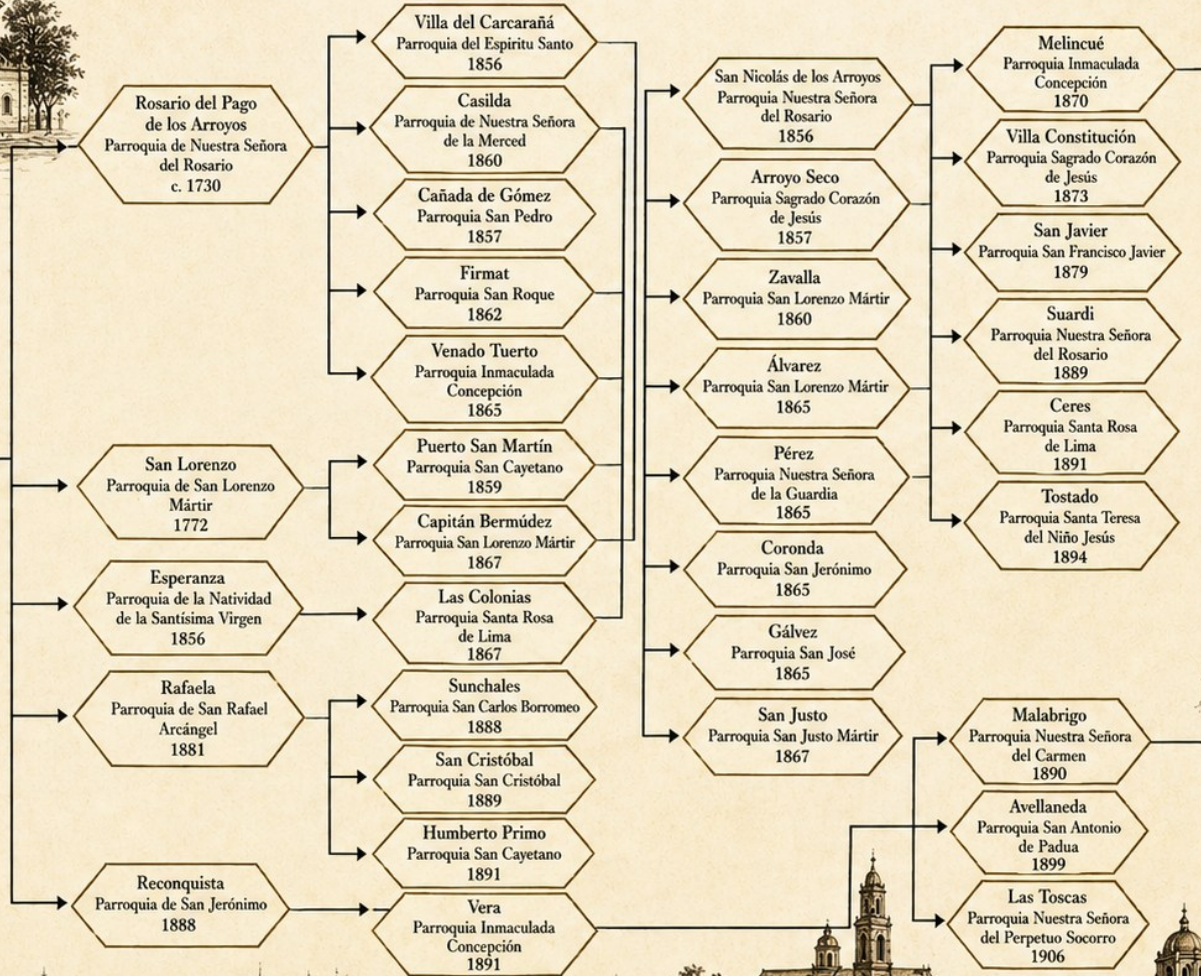 Rosario del Pago
de los Arroyos
Parroquia de Nuestra Señora
del Rosario
c. 1730
San Lorenzo
Parroquia de San Lorenzo
Mártir
1772
Esperanza
Parroquia de la Natividad
de la Santísima Virgen
1856
Rafaela
Parroquia de San Rafael
Arcángel
1881
Reconquista
Parroquia de San Jerónimo
1888
Villa del Carcarañá
Parroquia del Espiritu Santo
1856
Casilda
Parroquia de Nuestra Señora
de la Merced
1860
Cañada de Gómez
Parroquia San Pedro
1857
Firmat
Parroquia San Roque
1862
Venado Tuerto
Parroquia Inmaculada
Concepción
1865
Puerto San Martín
Parroquia San Cayetano
1859
Capitán Bermúdez
Parroquia San Lorenzo Mártir
1867
Las Colonias
Parroquia Santa Rosa
de Lima
1867
Sunchales
Parroquia San Carlos Borromeo
1888
San Cristóbal
Parroquia San Cristóbal
1889
Humberto Primo
Parroquia San Cayetano
1891
Vera
Parroquia Inmaculada
Concepción
1891
San Nicolás de los Arroyos
Parroquia Nuestra Señora
del Rosario
1856
Arroyo Seco
Parroquia Sagrado Corazón
de Jesús
1857
Zavalla
Parroquia San Lorenzo Mártir
1860
Álvarez
Parroquia San Lorenzo Mártir
1865
Pérez
Parroquia Nuestra Señora
de la Guardia
1865
Coronda
Parroquia San Jerónimo
1865
Gálvez
Parroquia San José
1865
San Justo
Parroquia San Justo Mártir
1867
Melincué
Parroquia Inmaculada
Concepción
1870
Villa Constitución
Parroquia Sagrado Corazón
de Jesús
1873
San Javier
Parroquia San Francisco Javier
1879
Suardi
Parroquia Nuestra Señora
del Rosario
1889
Ceres
Parroquia Santa Rosa
de Lima
1891
Tostado
Parroquia Santa Teresa
del Niño Jesús
1894
Malabrigo
Parroquia Nuestra Señora
del Carmen
1890
Avellaneda
Parroquia San Antonio
de Padua
1899
Las Toscas
Parroquia Nuestra Señora
del Perpetuo Socorro
1906